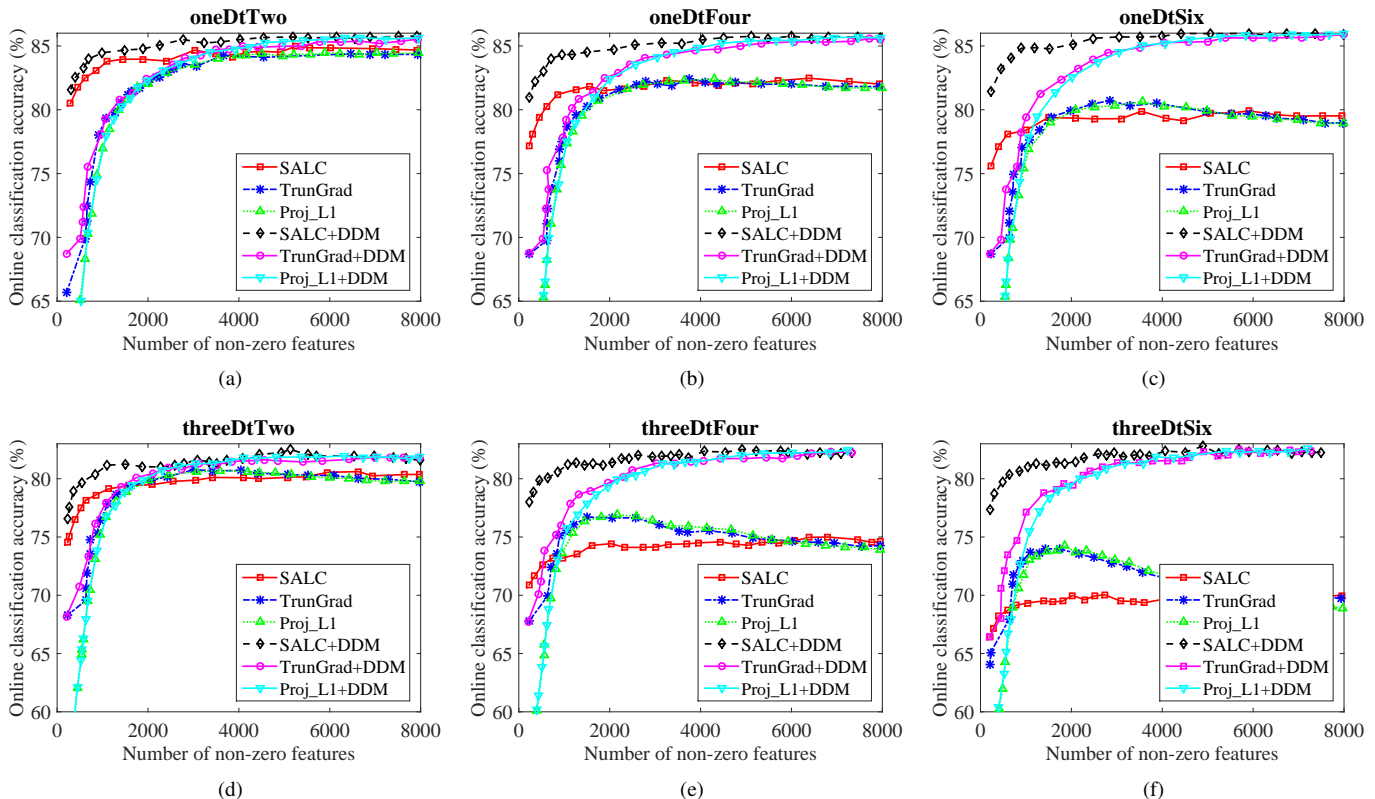 oneDtTwo
Online classification accuracy (%)
85
80
75
70
65
0
2000
4000
6000
8000
Number of non-zero features
SALC
TrunGrad
Proj_L1
SALC+DDM
TrunGrad+DDM
Proj_L1+DDM
(a)
oneDtFour
Online classification accuracy (%)
85
80
75
70
65
0
2000
4000
6000
8000
Number of non-zero features
SALC
TrunGrad
Proj_L1
SALC+DDM
TrunGrad+DDM
Proj_L1+DDM
(b)
oneDtSix
Online classification accuracy (%)
85
80
75
70
65
0
2000
4000
6000
8000
Number of non-zero features
SALC
TrunGrad
Proj_L1
SALC+DDM
TrunGrad+DDM
Proj_L1+DDM
(c)
threeDtTwo
Online classification accuracy (%)
80
75
70
65
60
0
2000
4000
6000
8000
Number of non-zero features
SALC
TrunGrad
Proj_L1
SALC+DDM
TrunGrad+DDM
Proj_L1+DDM
(d)
threeDtFour
Online classification accuracy (%)
80
75
70
65
60
0
2000
4000
6000
8000
Number of non-zero features
SALC
TrunGrad
Proj_L1
SALC+DDM
TrunGrad+DDM
Proj_L1+DDM
(e)
threeDtSix
Online classification accuracy (%)
80
75
70
65
60
0
2000
4000
6000
8000
Number of non-zero features
SALC
TrunGrad
Proj_L1
SALC+DDM
TrunGrad+DDM
Proj_L1+DDM
(f)